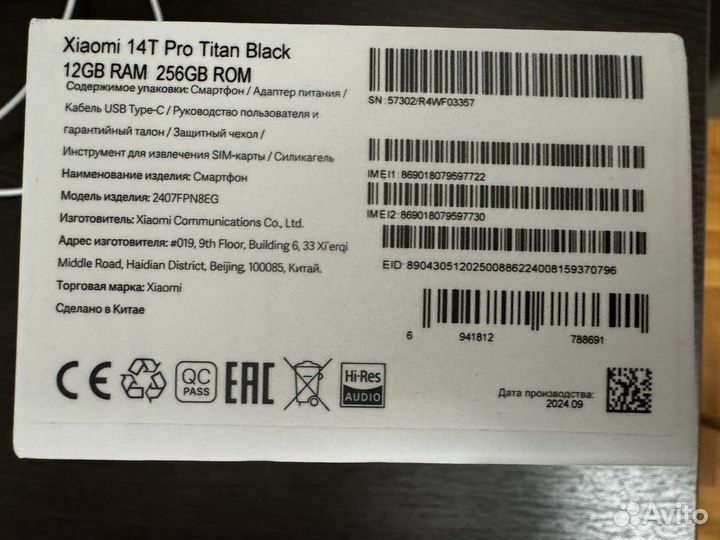 Xiaomi 14T Pro Titan Black
12GB RAM 256GB ROM
Содержимое упаковки: Смартфон / Адаптер питания /
Кабель USB Type-C / Руководство пользователя и
гарантийный талон / Защитный чехол /
Инструмент для извлечения SIM-карты / Силикагель
Наименование изделия: Смартфон
Модель изделия: 2407FPN8EG
Изготовитель: Xiaomi Communications Co., Ltd.
Адрес изготовителя: #019, 9th Floor, Building 6, 33 Xi'erqi
Middle Road, Haidian District, Beijing, 100085, Китай.
Торговая марка: Xiaomi
Сделано в Китае
SN :57302/R4WF03357
IMEI1:869018079597722
IMEI2:869018079597730
EID: 89043051202500886224008159370796
6 941812 788691
CE
QC
PASS
EAC
Hi-Res
AUDIO
Дата производства:
2024.09
Avito